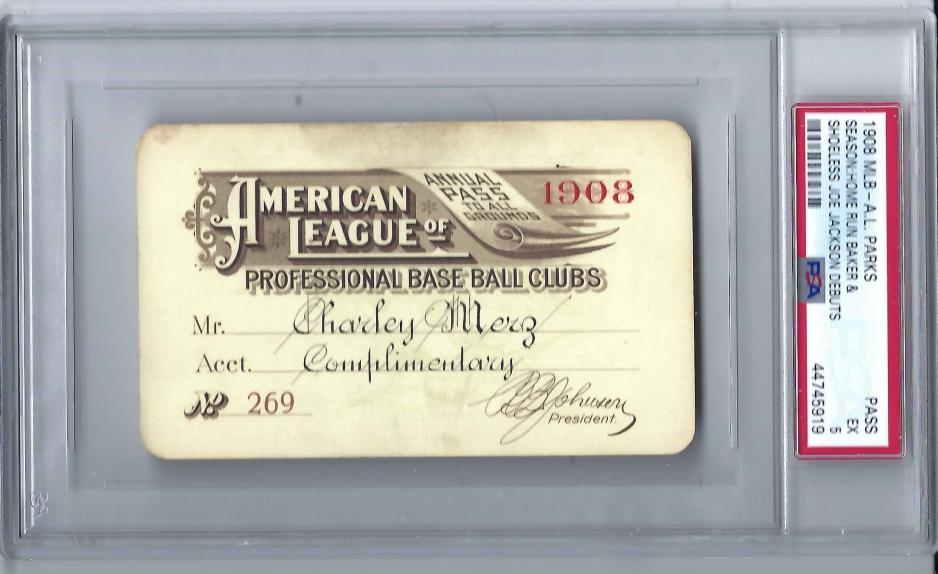 AMERICAN
LEAGUE OF
ANNUAL
PASS
TO ALL
GROUNDS
1908
PROFESSIONAL BASE BALL CLUBS
Mr. Charley Merz
Acct. Complimentary
No 269
B B Johnson
President.
1908 MLB - A.L. PARKS PASS
SEASON/HOME RUN BAKER & EX
SHOELESS JOE JACKSON DEBUTS 5
PSA 44745919